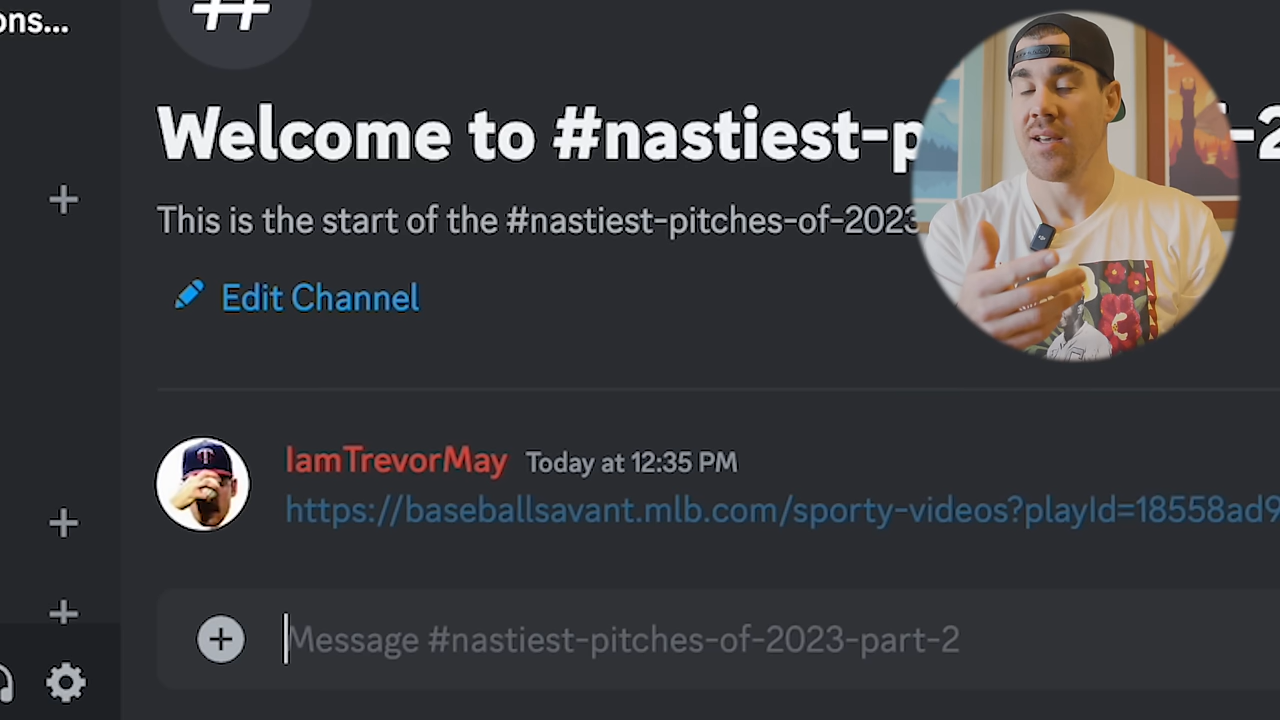 ons...
##
Welcome to #nastiest-p -2
This is the start of the #nastiest-pitches-of-2023
Edit Channel
IamTrevorMay Today at 12:35 PM
https://baseballsavant.mlb.com/sporty-videos?playId=18558ad9
Message #nastiest-pitches-of-2023-part-2